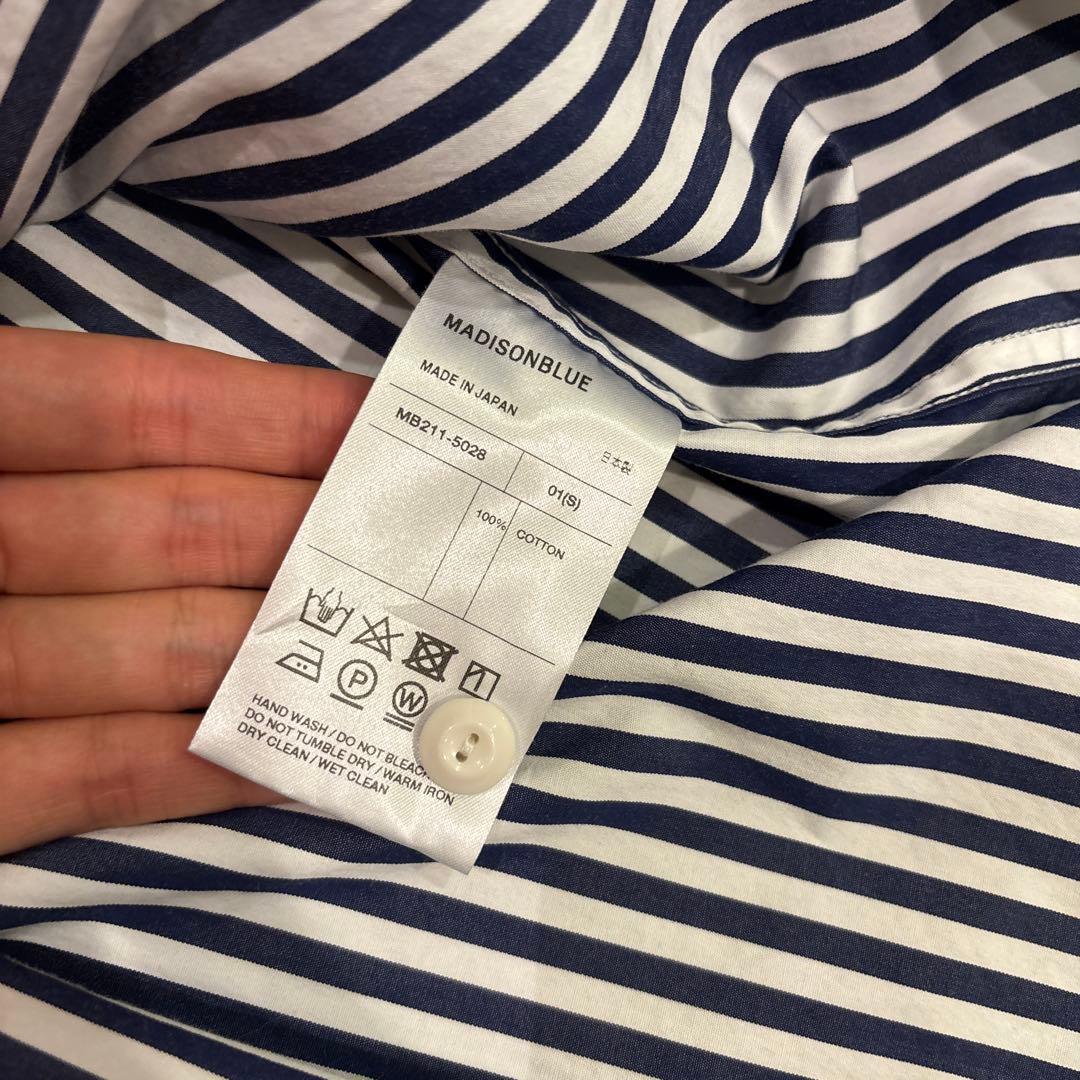 MADISONBLUE
MADE IN JAPAN
日本製
MB211-5028 01(S)
100% COTTON
P W
HAND WASH / DO NOT BLEAC
DO NOT TUMBLE DRY / WARM IRON
DRY CLEAN / WET CLEAN